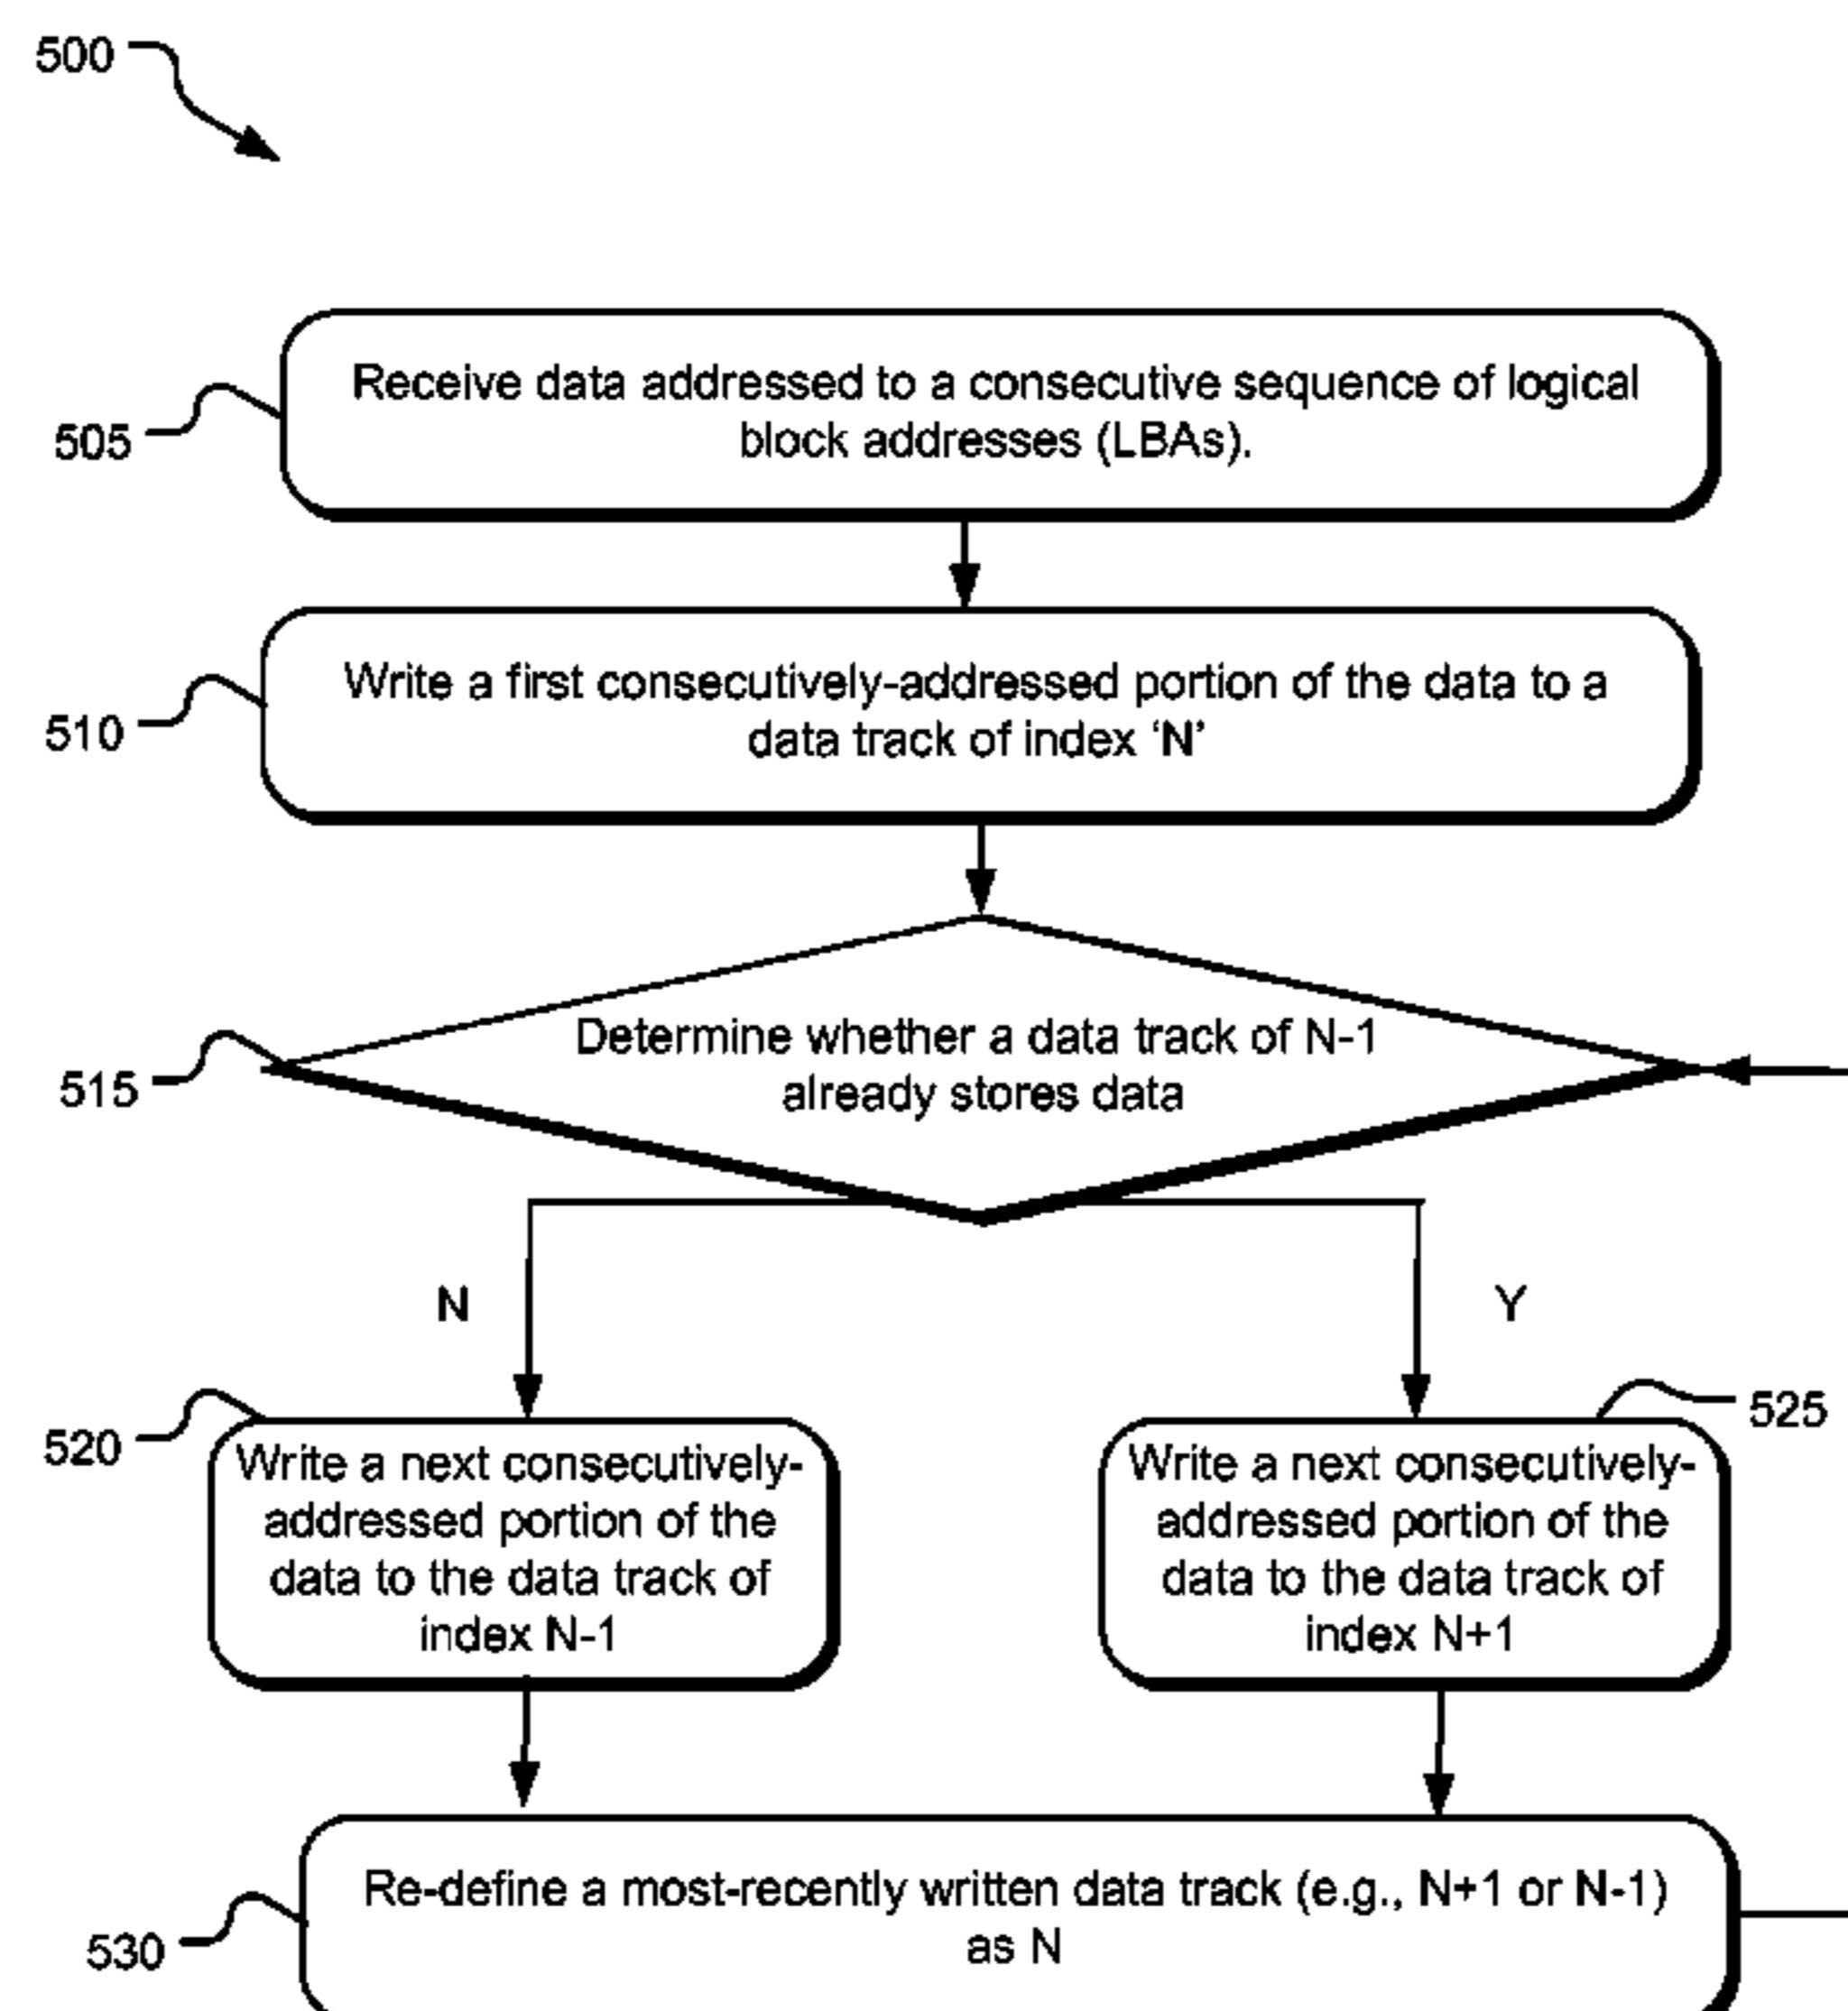 500
Receive data addressed to a consecutive sequence of logical
block addresses (LBAs).
505
Write a first consecutively-addressed portion of the data to a
data track of index ‘N’
510
Determine whether a data track of N-1
already stores data
515
N
Y
520
525
Write a next consecutively-
addressed portion of the
data to the data track of
index N-1
Write a next consecutively-
addressed portion of the
data to the data track of
index N+1
Re-define a most-recently written data track (e.g., N+1 or N-1)
as N
530